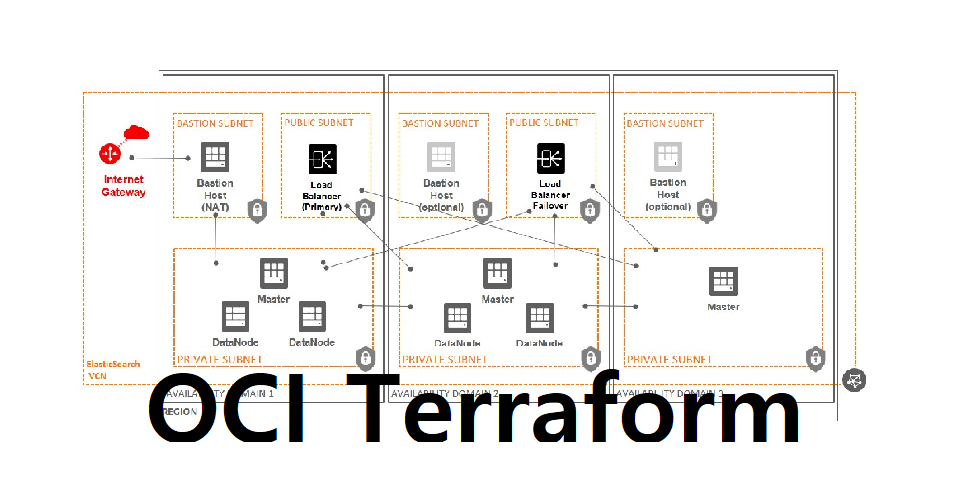 BASTION SUBNET
PUBLIC SUBNET
BASTION SUBNET
PUBLIC SUBNET
BASTION SUBNET
Internet
Gateway
Bastion
Host
(NAT)
Load
Balancer
(Primary)
Bastion
Host
(optional)
Load
Balancer
Failover
Bastion
Host
(optional)
Master
DataNode
DataNode
PRIVATE SUBNET
Master
DataNode
DataNode
PRIVATE SUBNET
Master
PRIVATE SUBNET
ElasticSearch
VCN
AVAILABILITY DOMAIN 1
AVAILABILITY DOMAIN 2
AVAILABILITY DOMAIN 3
REGION
OCI Terraform